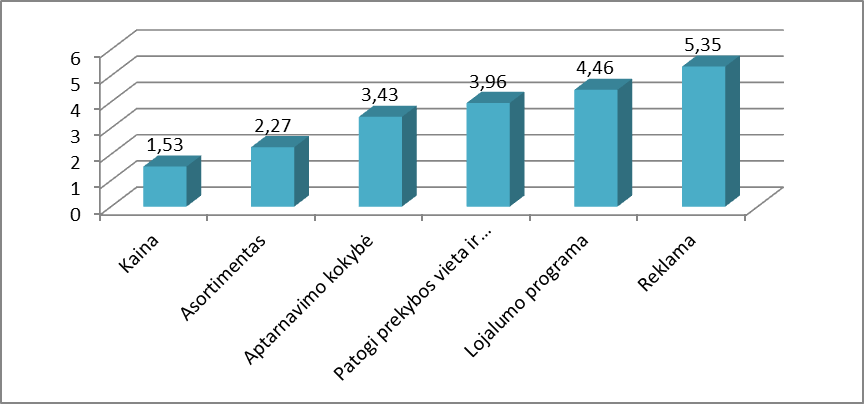 6
5
4
3
2
1
0
1,53
2,27
3,43
3,96
4,46
5,35
Kaina
Asortimentas
Aptarnavimo kokybė
Patogi prekybos vieta ir...
Lojalumo programa
Reklama